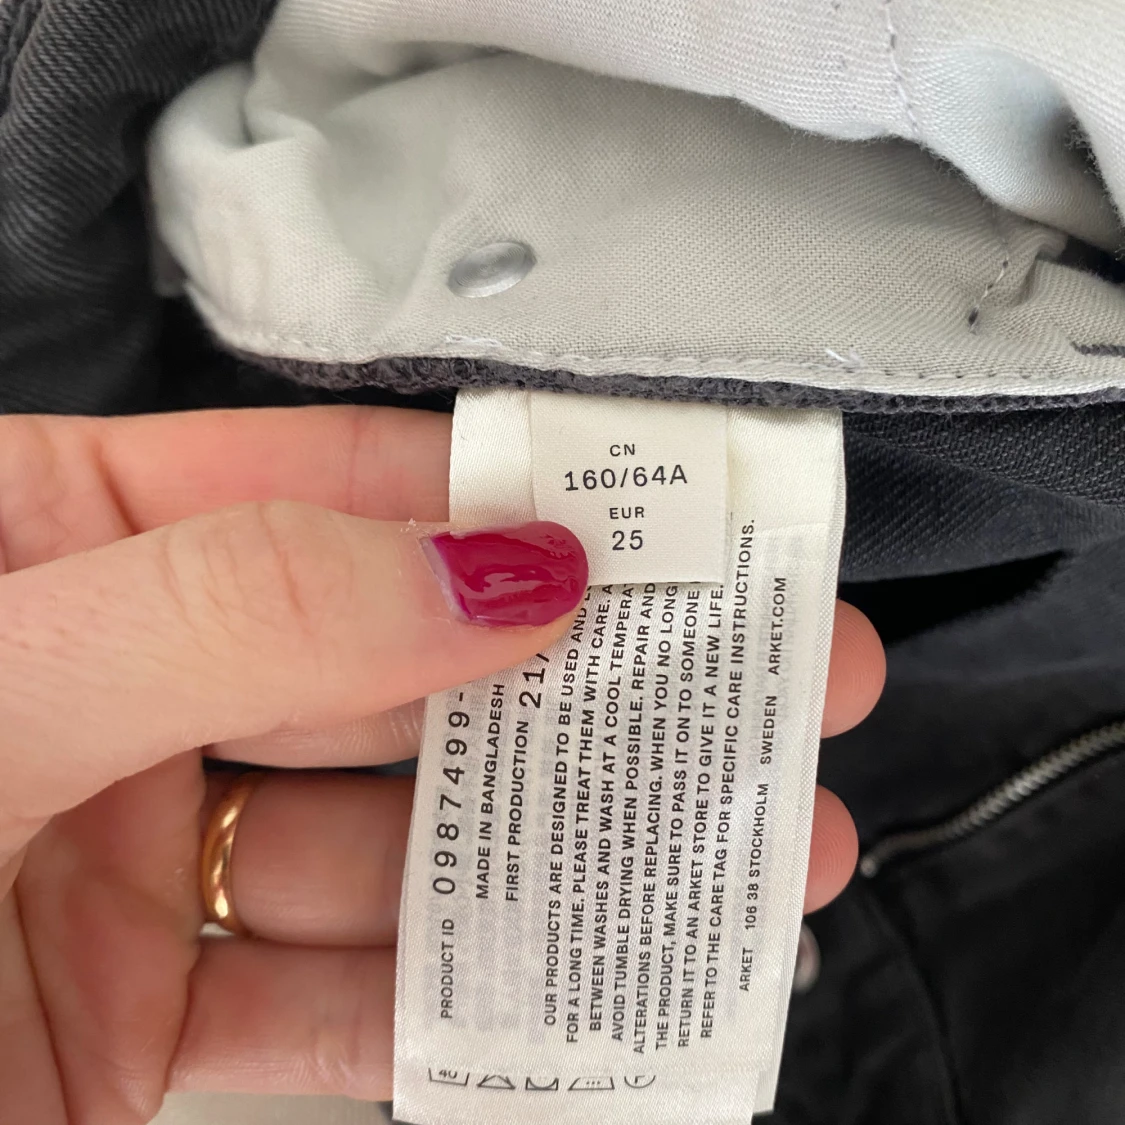 CN
160/64A
EUR
25
PRODUCT ID 0987499-
MADE IN BANGLADESH
FIRST PRODUCTION 21/
OUR PRODUCTS ARE DESIGNED TO BE USED AND
FOR A LONG TIME. PLEASE TREAT THEM WITH CARE.
BETWEEN WASHES AND WASH AT A COOL
AVOID TUMBLE DRYING WHEN POSSIBLE. REPAIR AND
ALTERATIONS BEFORE REPLACING. WHEN YOU NO
THE PRODUCT, MAKE SURE TO PASS IT ON TO SOMEONE
RETURN IT TO AN ARKET STORE TO GIVE IT A NEW LIFE.
REFER TO THE CARE TAG FOR SPECIFIC CARE INSTRUCTIONS.
ARKET 106 38 STOCKHOLM SWEDEN ARKET.COM
40